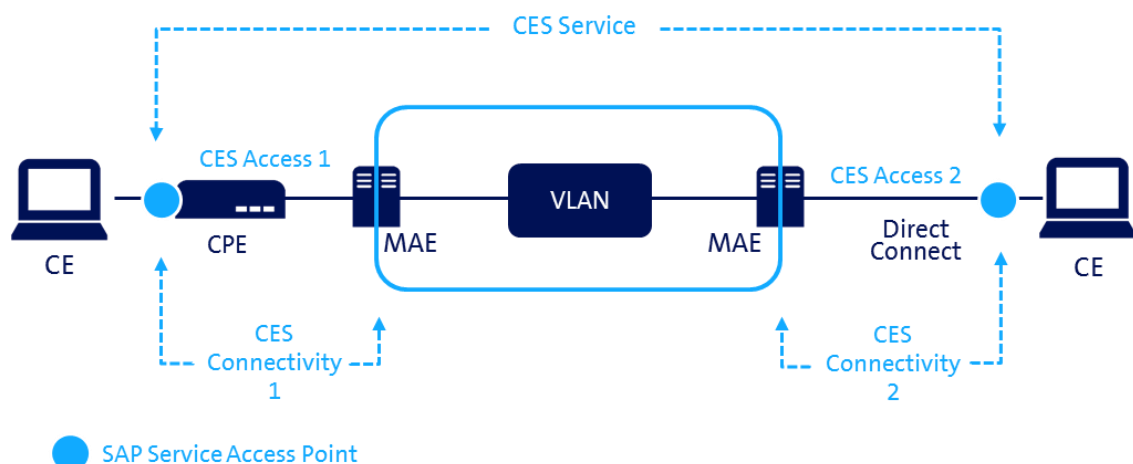 CES Service
CES Access 1
CES Access 2
VLAN
CPE
MAE
MAE
Direct
Connect
CE
CE
CES
Connectivity
1
CES
Connectivity
2
SAP Service Access Point